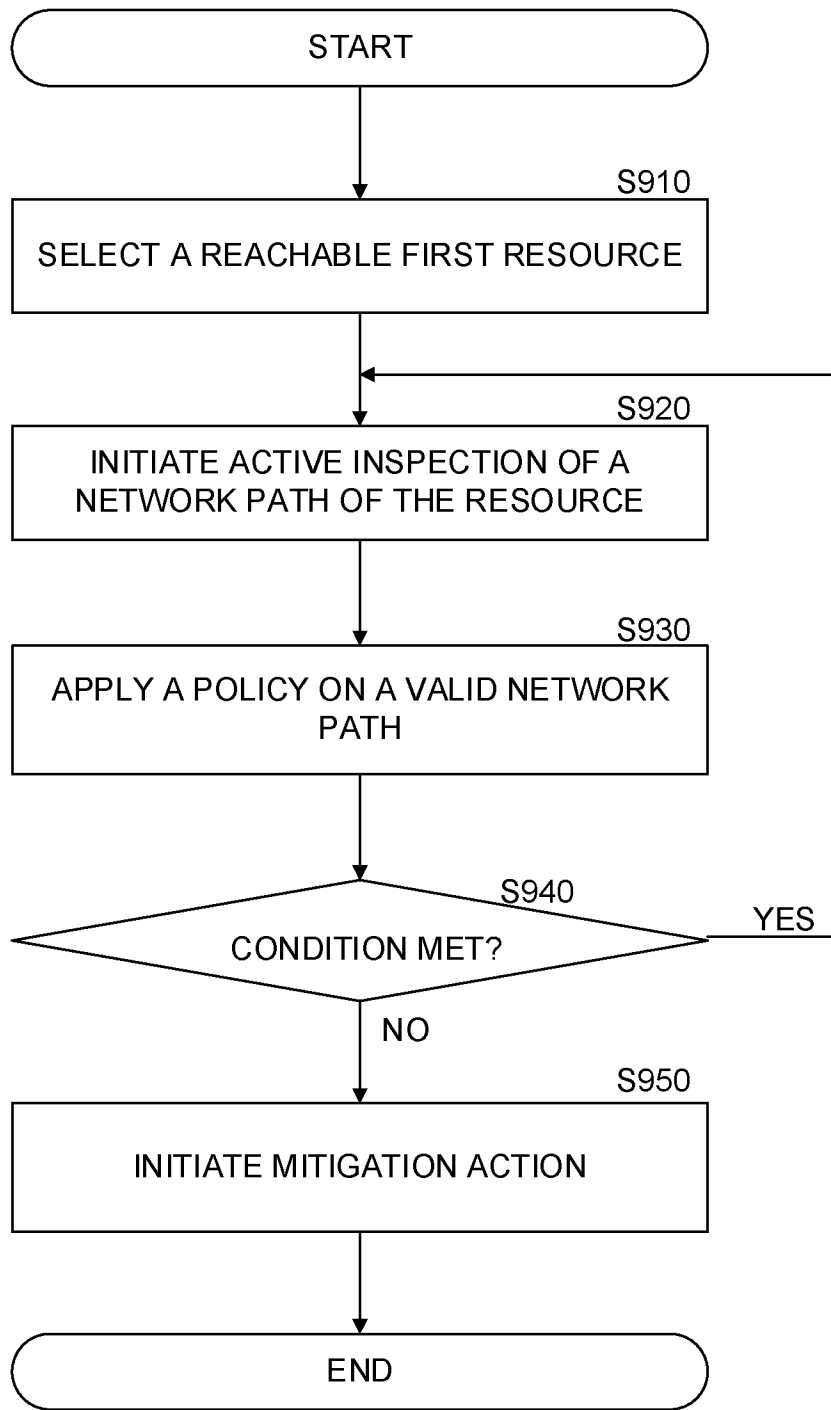 START
S910
SELECT A REACHABLE FIRST RESOURCE
S920
INITIATE ACTIVE INSPECTION OF A
NETWORK PATH OF THE RESOURCE
S930
APPLY A POLICY ON A VALID NETWORK
PATH
S940
CONDITION MET?
YES
NO
S950
INITIATE MITIGATION ACTION
END